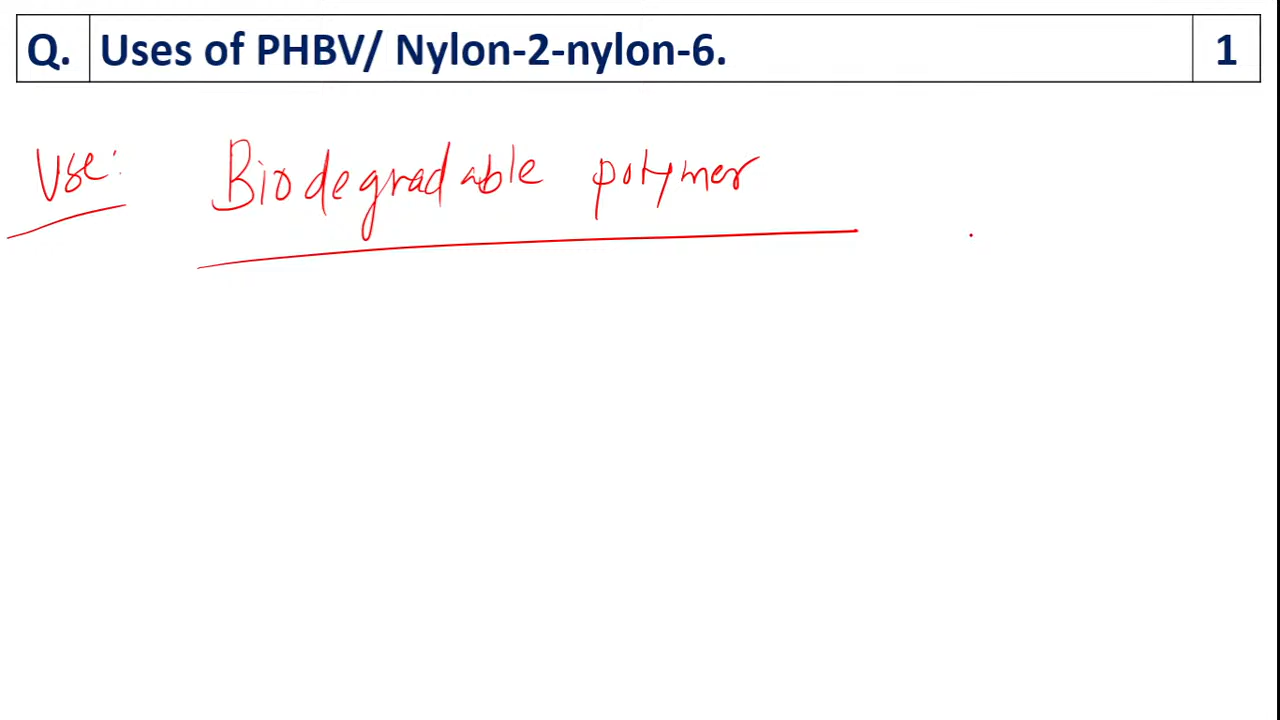 Q. Uses of PHBV/ Nylon-2-nylon-6. 1
Use: Biodegradable polymer